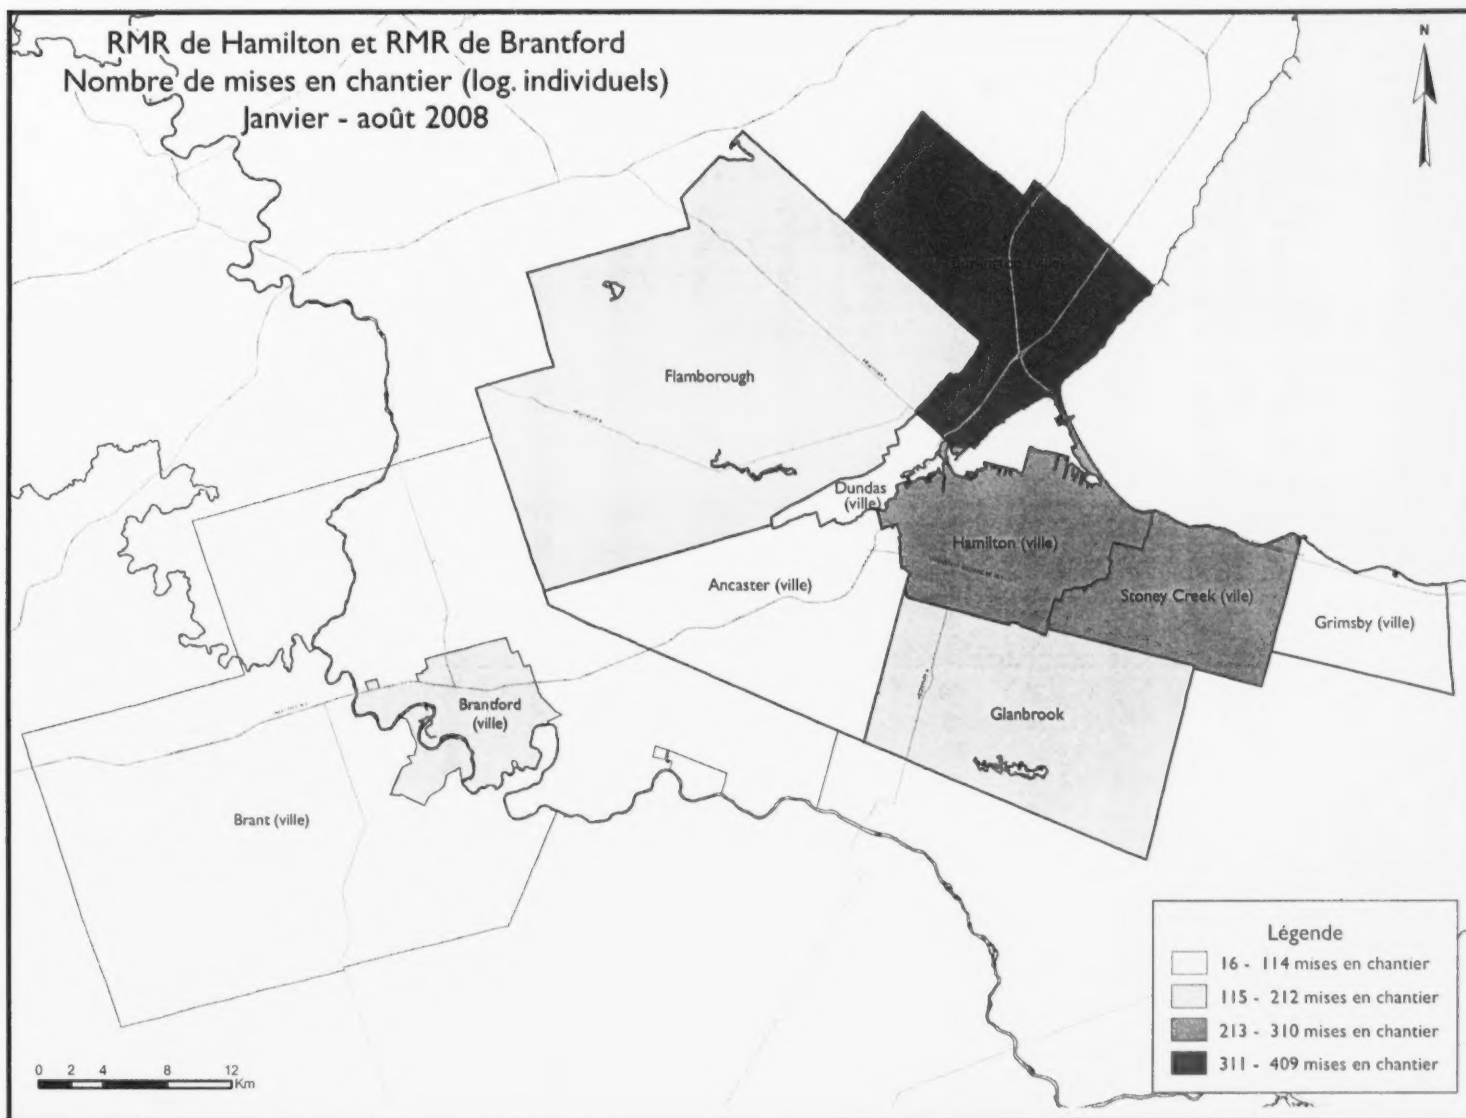 RMR de Hamilton et RMR de Brantford
Nombre de mises en chantier (log. individuels)
Janvier - août 2008
N
Burlington (ville)
Flamborough
Dundas
(ville)
Hamilton (ville)
Ancaster (ville)
Stoney Creek (vlle)
Grimsby (ville)
Brantford
(ville)
Glanbrook
Brant (ville)
Légende
16 - 114 mises en chantier
115 - 212 mises en chantier
213 - 310 mises en chantier
311 - 409 mises en chantier
0 2 4 8 12
Km